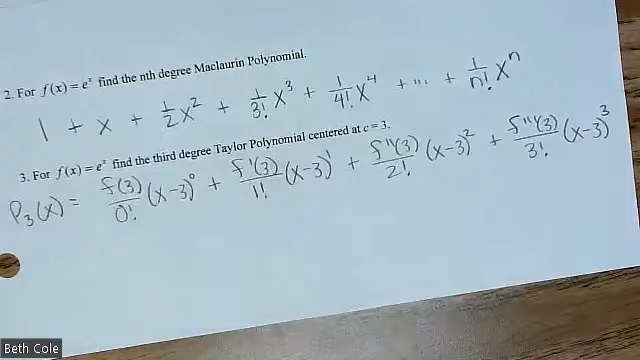 2. For f(x) = e^x find the nth degree Maclaurin Polynomial.
1 + x + 1/2 x^2 + 1/3! x^3 + 1/4! x^4 + ... + 1/n! x^n
3. For f(x) = e^x find the third degree Taylor Polynomial centered at c = 3.
P_3(x) = f(3)/0! (x-3)^0 + f'(3)/1! (x-3)^1 + f''(3)/2! (x-3)^2 + f'''(3)/3! (x-3)^3
Beth Cole